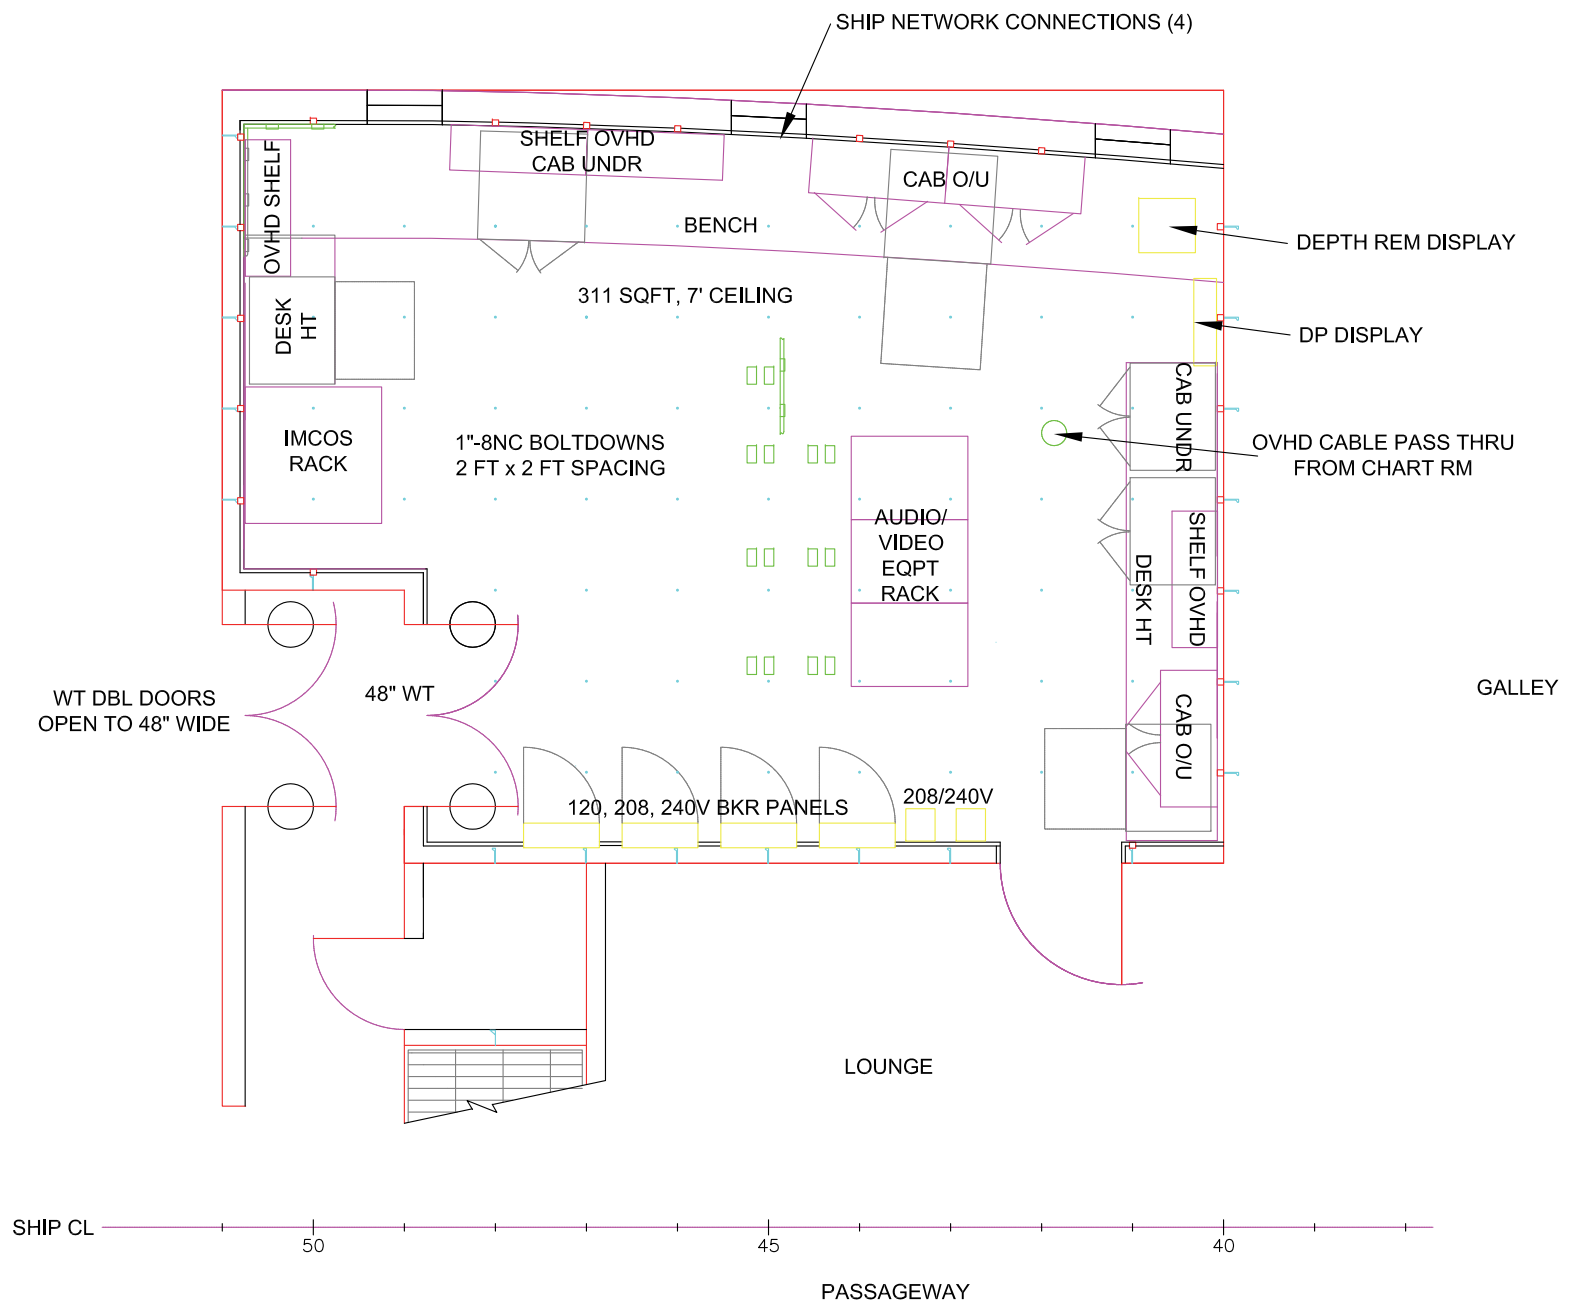 SHIP NETWORK CONNECTIONS (4)
SHELF OVHD
CAB UNDR
OVHD SHELF
CAB O/U
BENCH
DEPTH REM DISPLAY
311 SQFT, 7' CEILING
DESK
HT
DP DISPLAY
CAB UNDR
IMCOS
RACK
1"-8NC BOLTDOWNS
2 FT x 2 FT SPACING
OVHD CABLE PASS THRU
FROM CHART RM
AUDIO/
VIDEO
EQPT
RACK
SHELF OVHD
DESK HT
WT DBL DOORS
OPEN TO 48" WIDE
48" WT
GALLEY
CAB O/U
120, 208, 240V BKR PANELS
208/240V
LOUNGE
SHIP CL
50
45
40
PASSAGEWAY